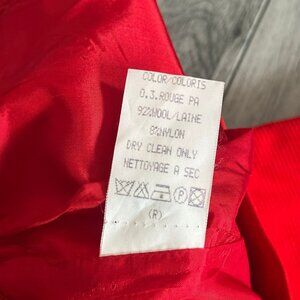 COLOR/COLORIS
0.3.ROUGE PA
92%WOOL/LAINE
8%NYLON
DRY CLEAN ONLY
NETTOYAGE A SEC
P
(R)